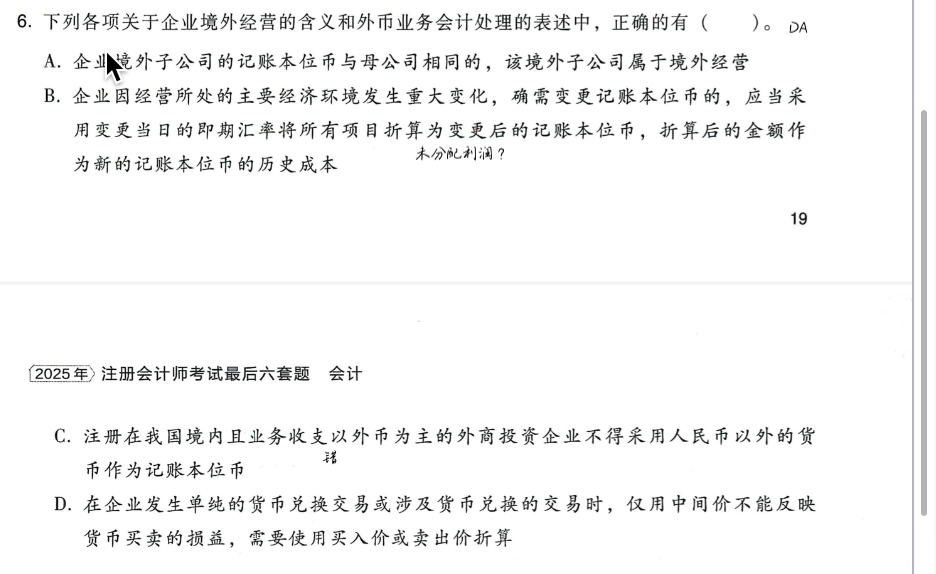 6. 下列各项关于企业境外经营的含义和外币业务会计处理的表述中，正确的有（　　）。 DA
A. 企业境外子公司的记账本位币与母公司相同的，该境外子公司属于境外经营
B. 企业因经营所处的主要经济环境发生重大变化，确需变更记账本位币的，应当采
用变更当日的即期汇率将所有项目折算为变更后的记账本位币，折算后的金额作
为新的记账本位币的历史成本
未分配利润？
19
2025年 注册会计师考试最后六套题　会计
C. 注册在我国境内且业务收支以外币为主的外商投资企业不得采用人民币以外的货
币作为记账本位币
错
D. 在企业发生单纯的货币兑换交易或涉及货币兑换的交易时，仅用中间价不能反映
货币买卖的损益，需要使用买入价或卖出价折算